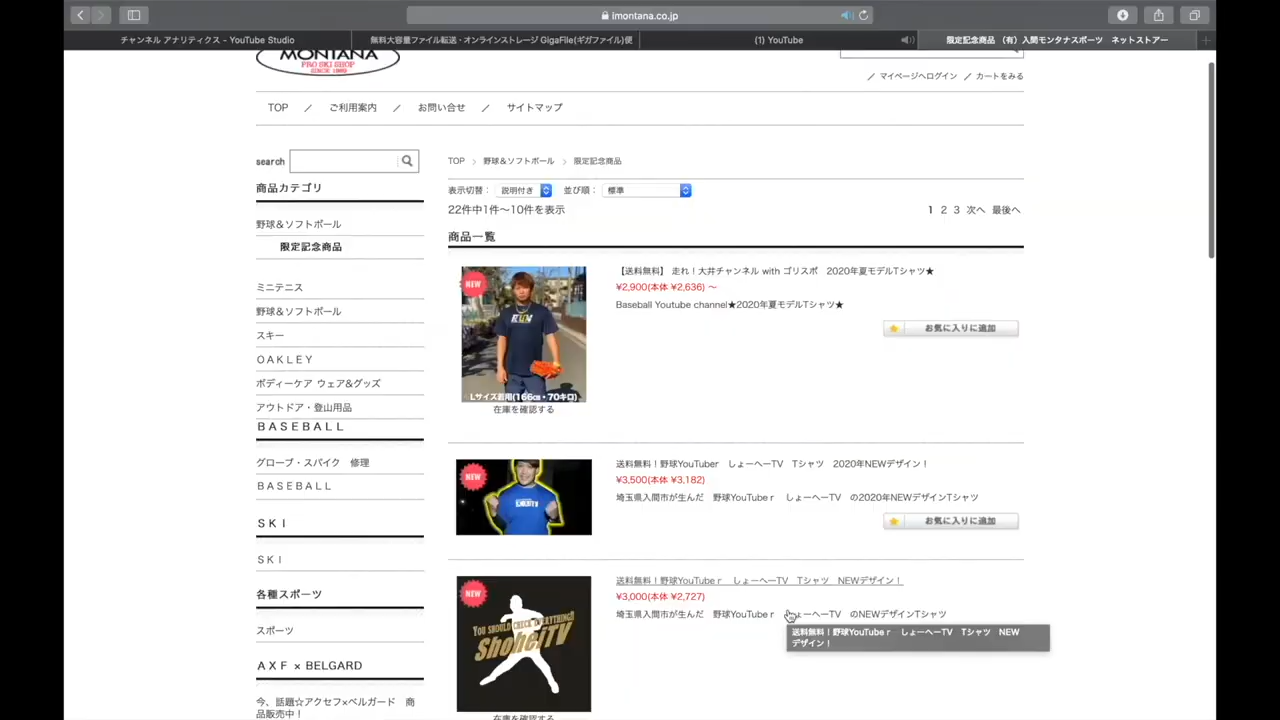 imontana.co.jp
チャンネル アナリティクス - YouTube Studio
無料大容量ファイル転送・オンラインストレージ GigaFile(ギガファイル)便
(1) YouTube
限定記念商品 （有）入間モンタナスポーツ ネットストアー
MONTANA
PRO SKI SHOP
／ マイページへログイン ／ カートをみる
TOP ／ ご利用案内 ／ お問い合せ ／ サイトマップ
search
商品カテゴリ
野球＆ソフトボール
限定記念商品
ミニテニス
野球＆ソフトボール
スキー
ＯＡＫＬＥＹ
ボディーケア ウェア&グッズ
アウトドア・登山用品
ＢＡＳＥＢＡＬＬ
グローブ・スパイク 修理
ＢＡＳＥＢＡＬＬ
ＳＫＩ
ＳＫＩ
各種スポーツ
スポーツ
ＡＸＦ × BELGARD
今、話題☆アクセフ×ベルガード 商
品販売中！
TOP > 野球＆ソフトボール > 限定記念商品
表示切替： 説明付き 並び順： 標準
22件中1件〜10件を表示
1 2 3 次へ 最後へ
商品一覧
NEW
Lサイズ着用(166㎝・70キロ)
在庫を確認する
【送料無料】 走れ！大井チャンネル with ゴリスポ 2020年夏モデルTシャツ★
¥2,900(本体 ¥2,636) 〜
Baseball Youtube channel★2020年夏モデルTシャツ★
お気に入りに追加
NEW
送料無料！野球YouTuber しょーへーTV Tシャツ 2020年NEWデザイン！
¥3,500(本体 ¥3,182)
埼玉県入間市が生んだ 野球YouTubeｒ しょーへーTV の2020年NEWデザインTシャツ
お気に入りに追加
NEW
YOU SHOULD CHECK EVERYTHING!!
ShoheiTV
在庫を確認する
送料無料！野球YouTubeｒ しょーへーTV Tシャツ NEWデザイン！
¥3,000(本体 ¥2,727)
埼玉県入間市が生んだ 野球YouTubeｒ しょーへーTV のNEWデザインTシャツ
送料無料！野球YouTubeｒ しょーへーTV Tシャツ NEW
デザイン！